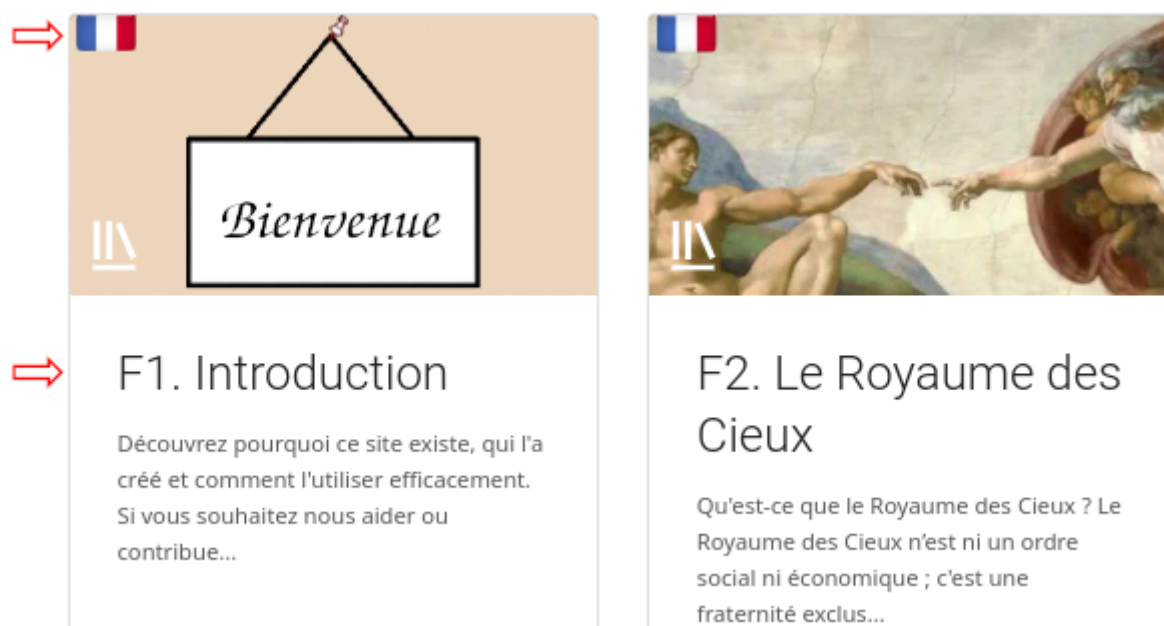 Bienvenue
F1. Introduction
Découvrez pourquoi ce site existe, qui l'a
créé et comment l'utiliser efficacement.
Si vous souhaitez nous aider ou
contribue...
F2. Le Royaume des
Cieux
Qu'est-ce que le Royaume des Cieux ? Le
Royaume des Cieux n’est ni un ordre
social ni économique ; c'est une
fraternité exclus...